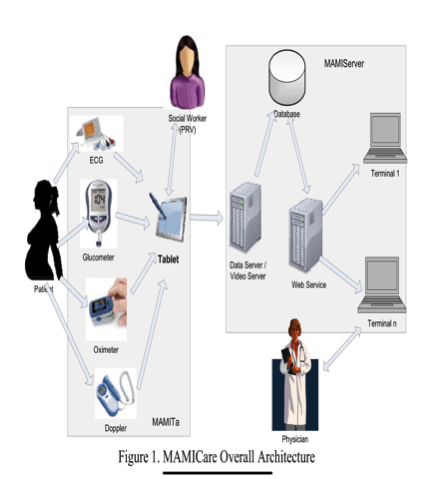 MAMIServer
Database
Social Worker
(PRV)
ECG
Terminal 1
104
Glucometer
Tablet
Data Server /
Video Server
Web Service
Patient
Oximeter
Terminal n
Doppler
MAMITa
Physician
Figure 1. MAMICare Overall Architecture